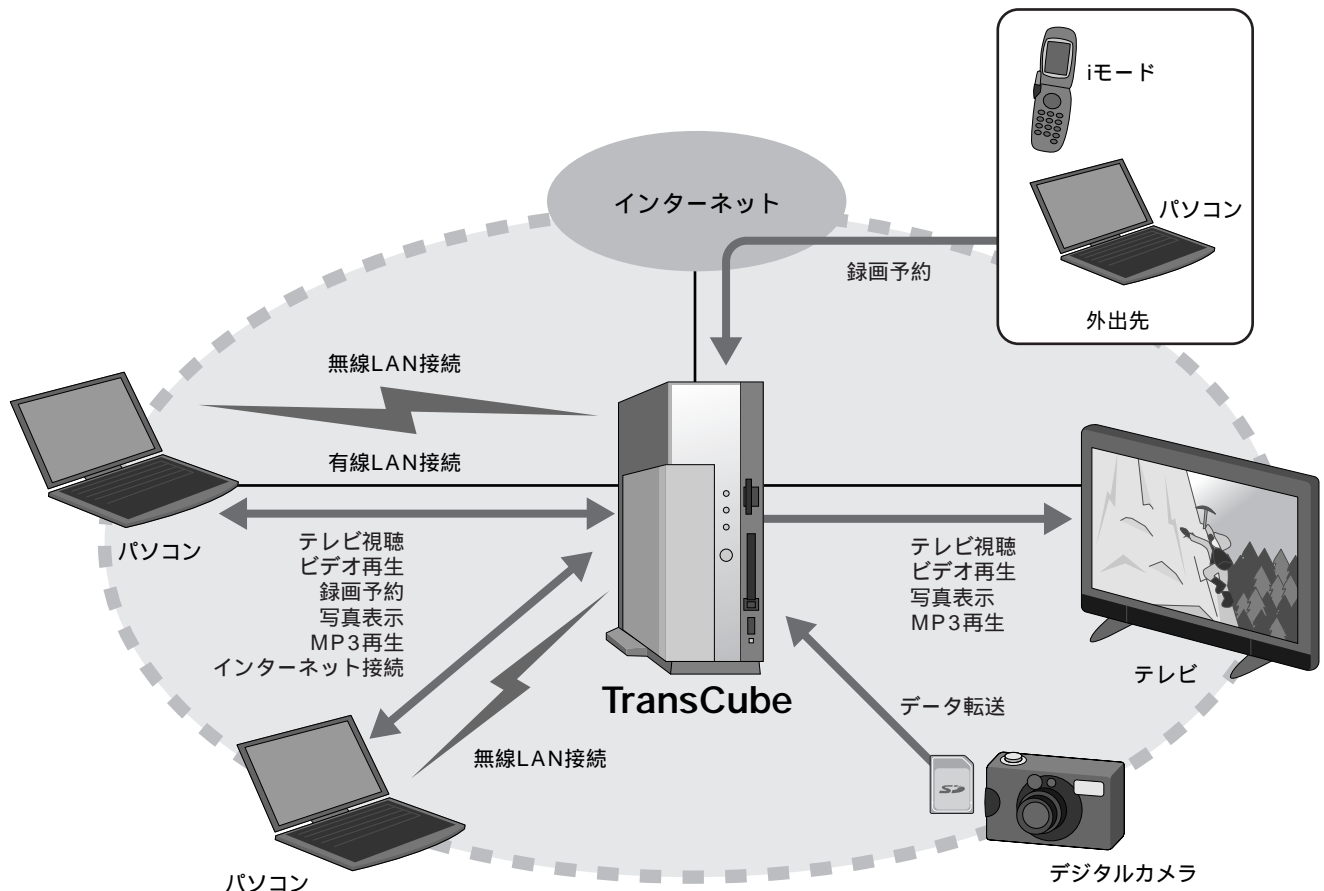 iモード
インターネット
パソコン
録画予約
外出先
無線LAN接続
有線LAN接続
パソコン
テレビ視聴
ビデオ再生
録画予約
写真表示
MP3再生
インターネット接続
テレビ視聴
ビデオ再生
写真表示
MP3再生
テレビ
TransCube
データ転送
無線LAN接続
SD
デジタルカメラ
パソコン